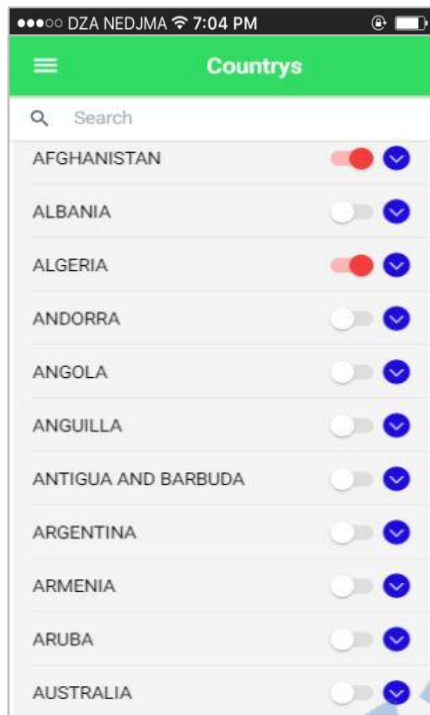 ●●●○○ DZA NEDJMA 7:04 PM
Countrys
Search
AFGHANISTAN
ALBANIA
ALGERIA
ANDORRA
ANGOLA
ANGUILLA
ANTIGUA AND BARBUDA
ARGENTINA
ARMENIA
ARUBA
AUSTRALIA